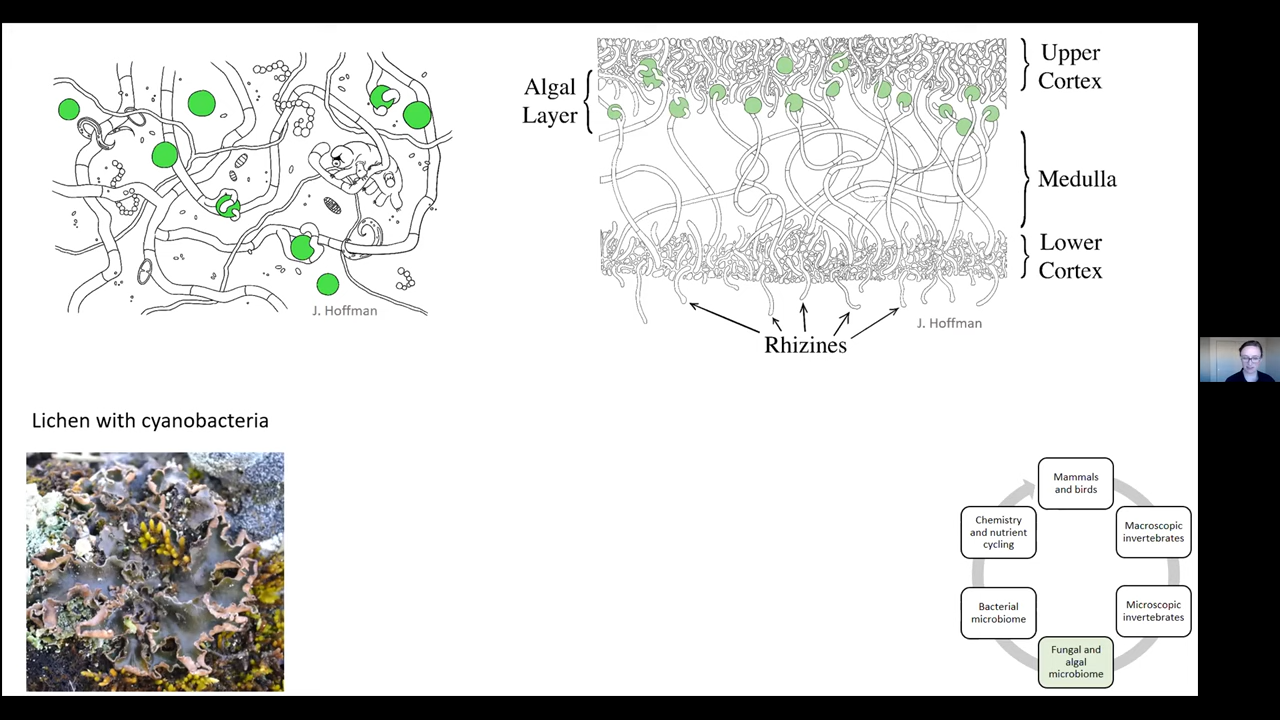 Algal
Layer
Upper
Cortex
Medulla
Lower
Cortex
J. Hoffman
J. Hoffman
Rhizines
Lichen with cyanobacteria
Mammals
and birds
Macroscopic
invertebrates
Microscopic
invertebrates
Fungal and
algal
microbiome
Bacterial
microbiome
Chemistry
and nutrient
cycling